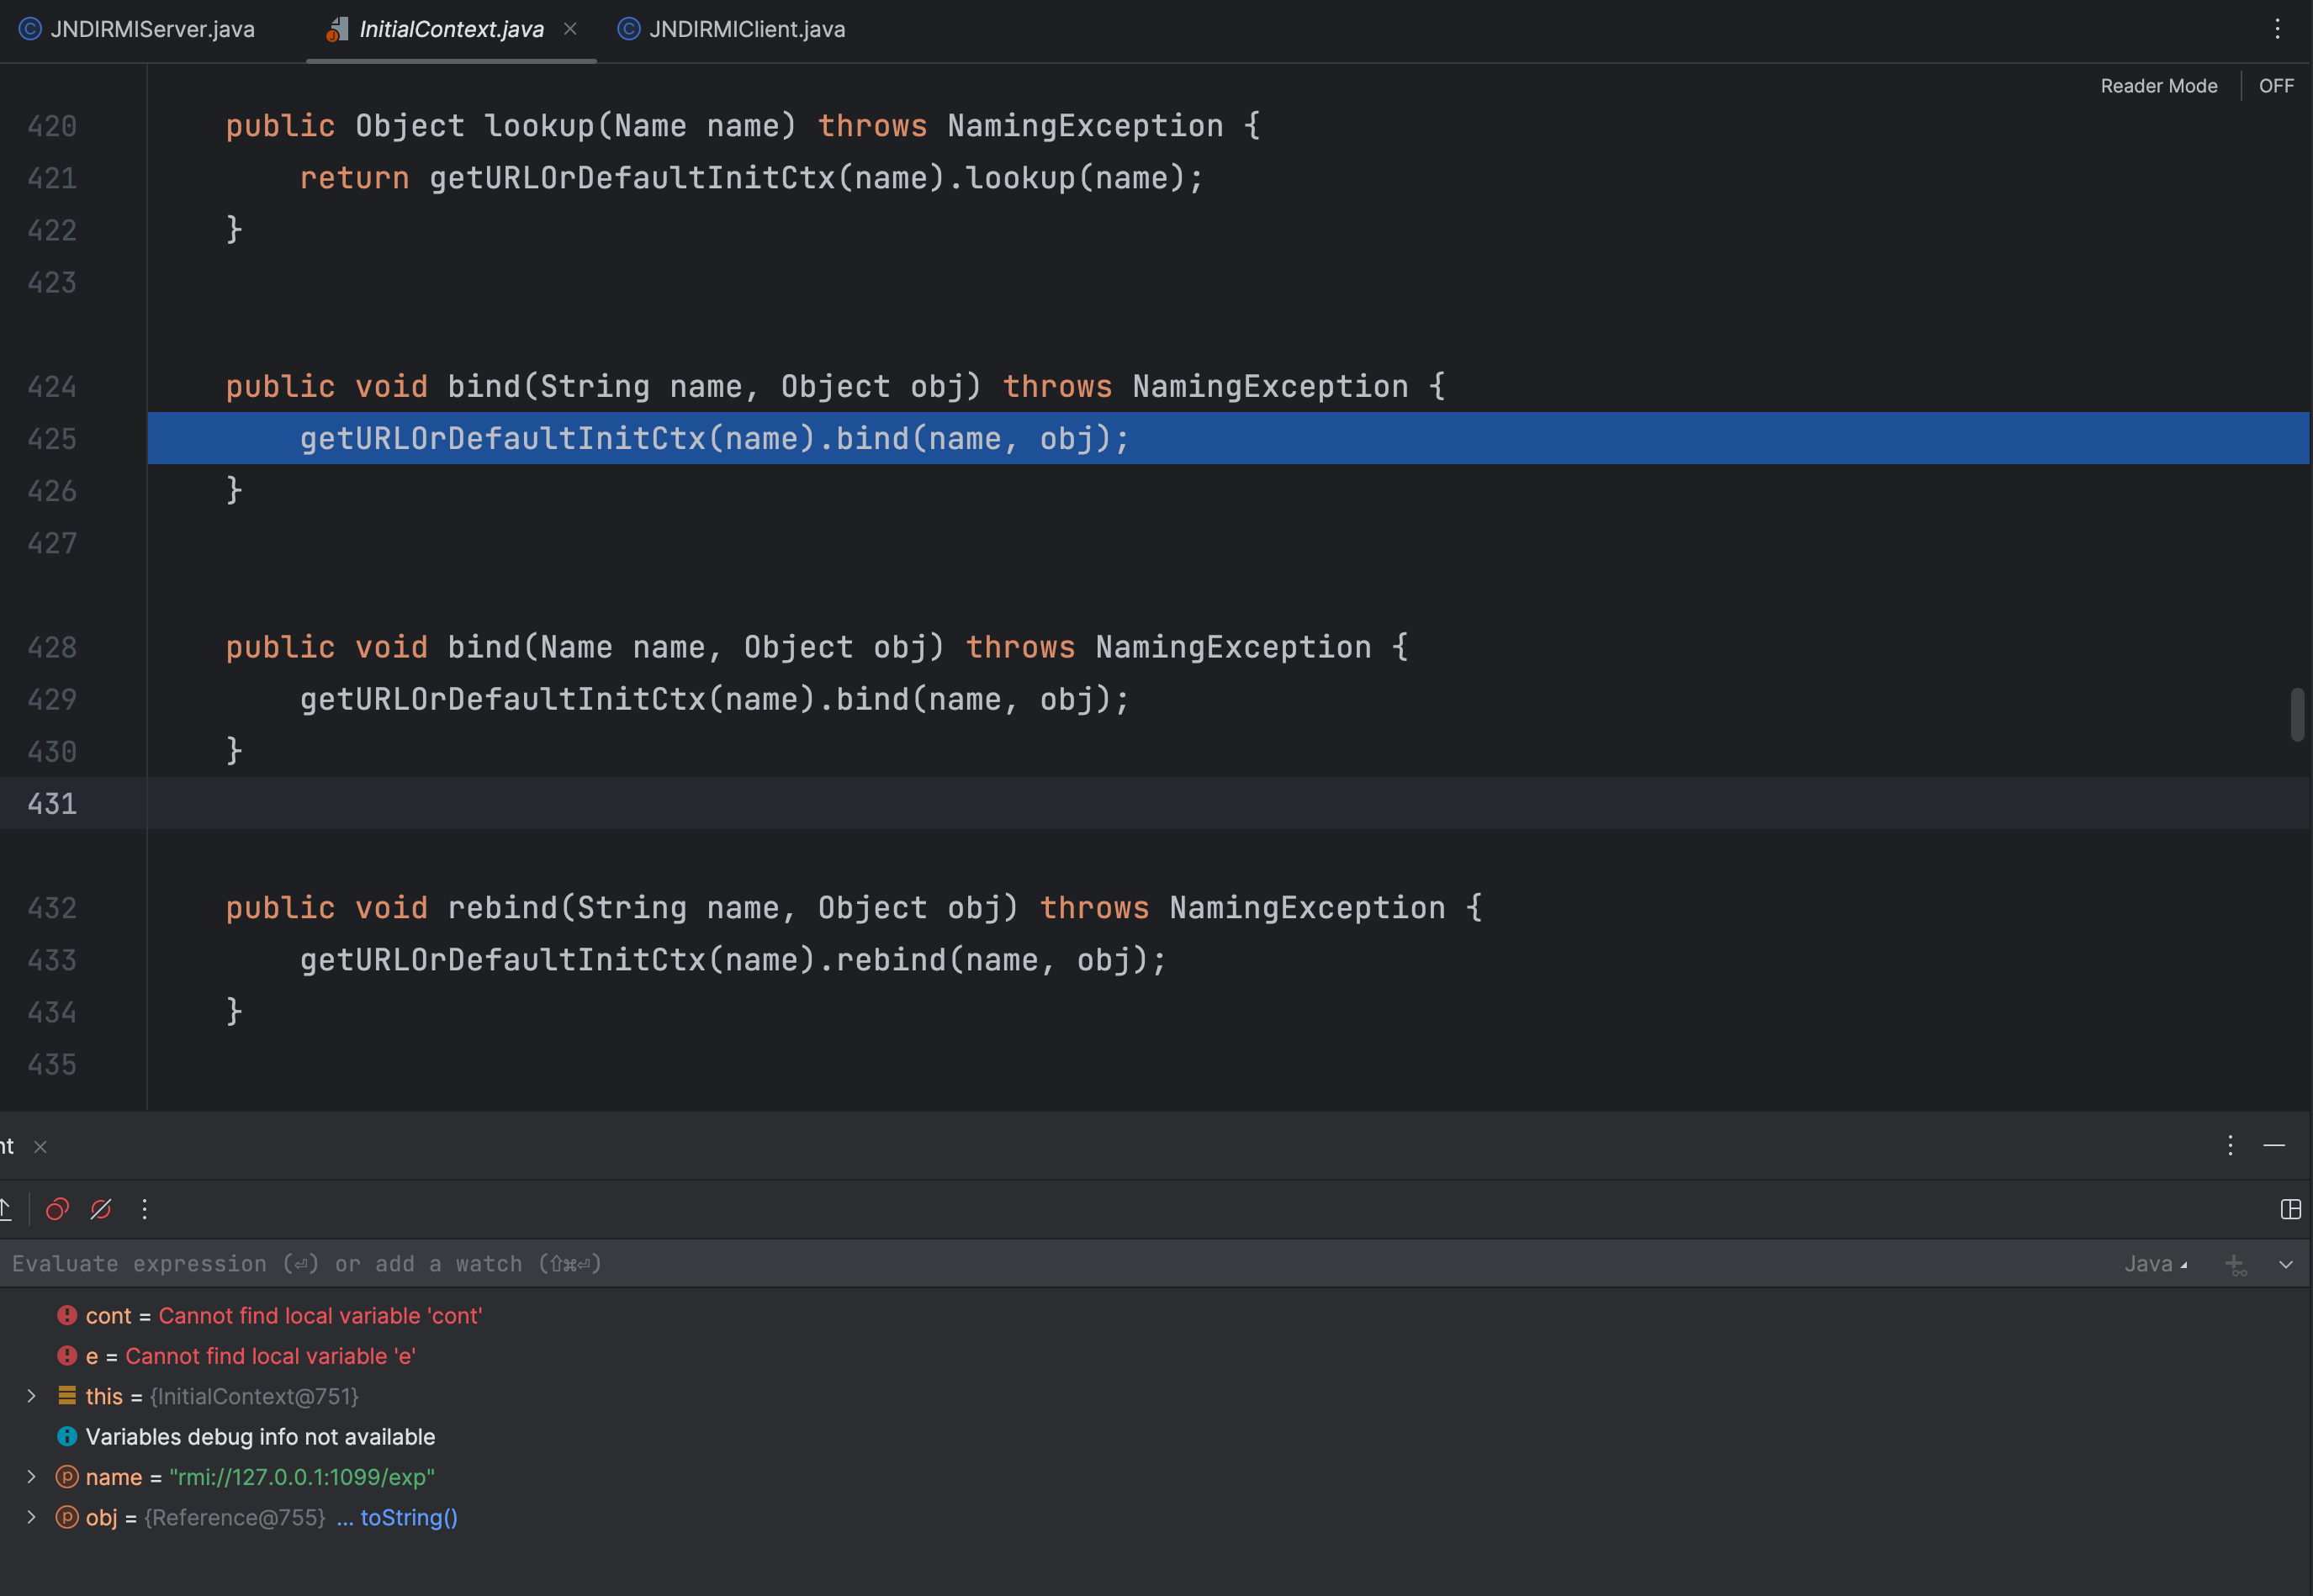 JNDIRMIServer.java InitialContext.java JNDIRMIClient.java
Reader Mode OFF
420 public Object lookup(Name name) throws NamingException {
421 return getURLOrDefaultInitCtx(name).lookup(name);
422 }
423
424 public void bind(String name, Object obj) throws NamingException {
425 getURLOrDefaultInitCtx(name).bind(name, obj);
426 }
427
428 public void bind(Name name, Object obj) throws NamingException {
429 getURLOrDefaultInitCtx(name).bind(name, obj);
430 }
431
432 public void rebind(String name, Object obj) throws NamingException {
433 getURLOrDefaultInitCtx(name).rebind(name, obj);
434 }
435
nt
Evaluate expression (⏎) or add a watch (⇧⌘⏎) Java
cont = Cannot find local variable 'cont'
e = Cannot find local variable 'e'
this = {InitialContext@751}
Variables debug info not available
name = "rmi://127.0.0.1:1099/exp"
obj = {Reference@755} ... toString()